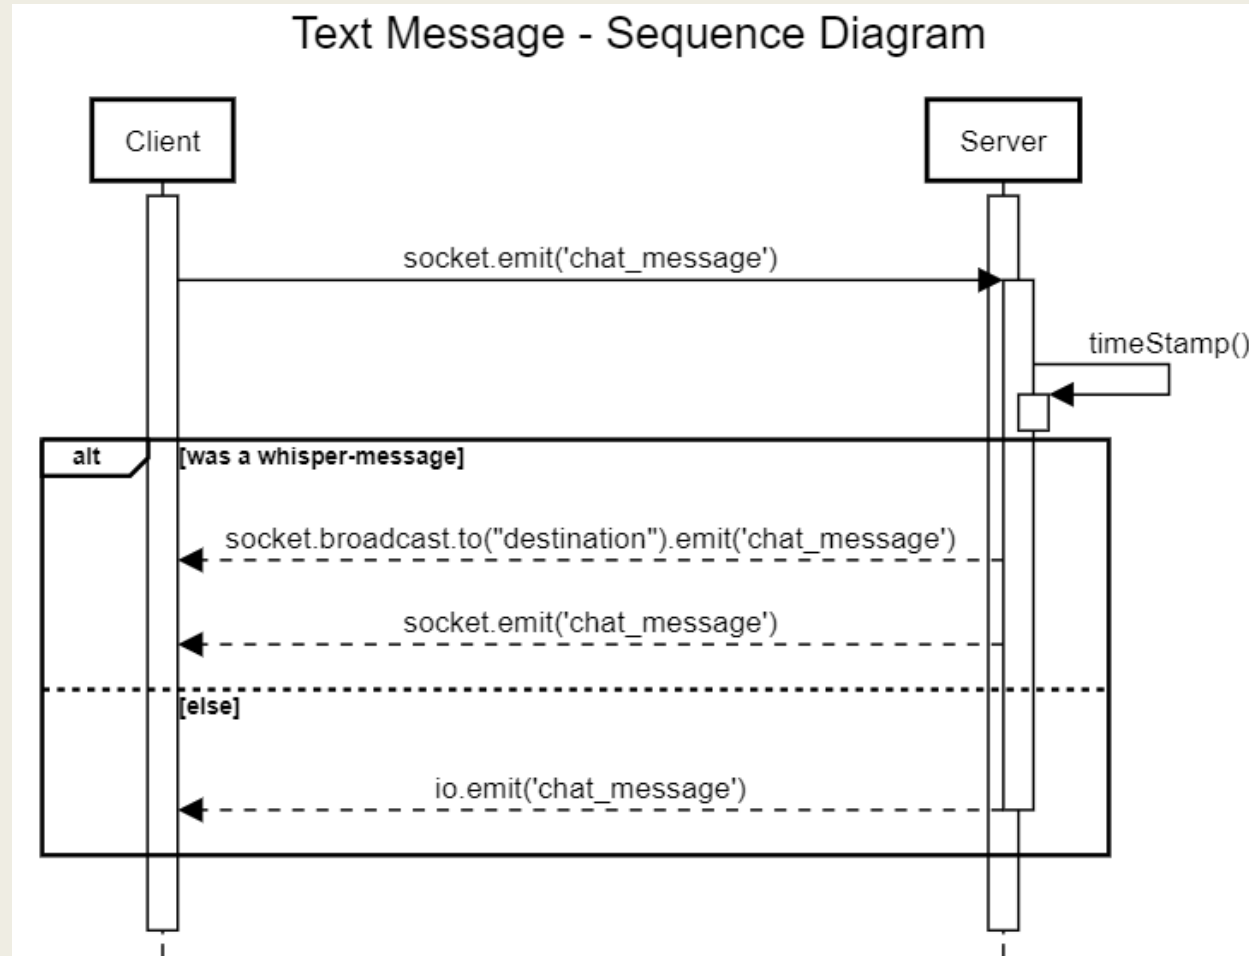 Text Message - Sequence Diagram
Client
Server
socket.emit('chat_message')
timeStamp()
alt
[was a whisper-message]
socket.broadcast.to("destination").emit('chat_message')
socket.emit('chat_message')
[else]
io.emit('chat_message')